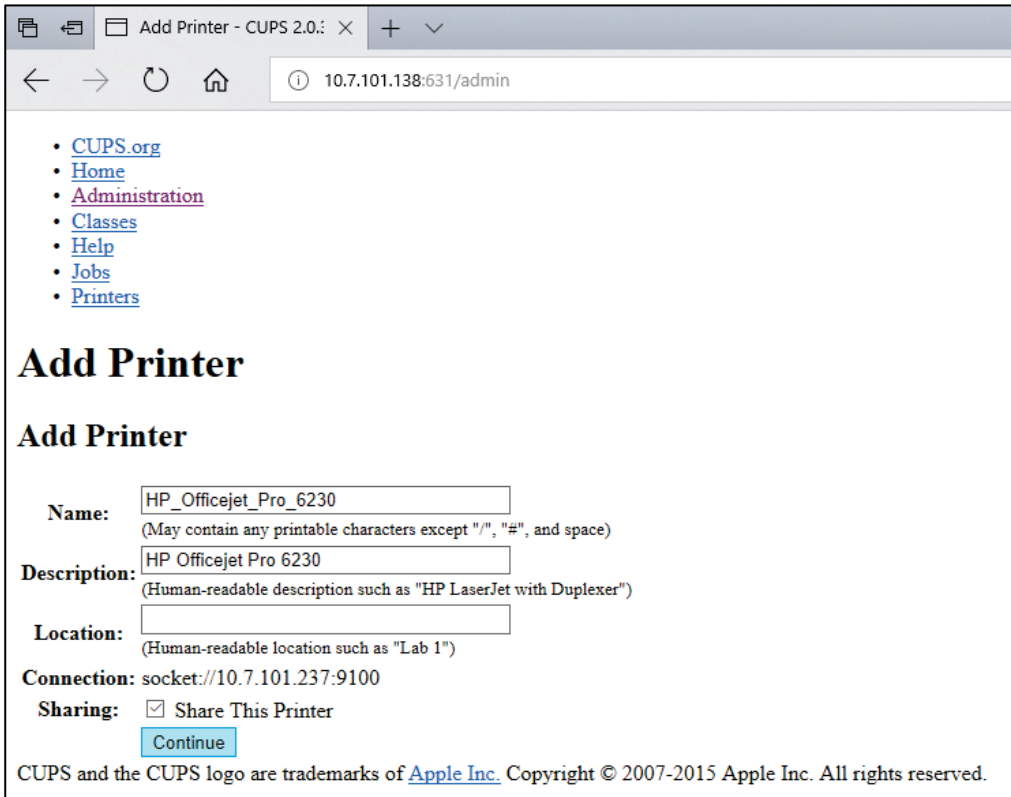 Add Printer - CUPS 2.0.3
10.7.101.138:631/admin
• CUPS.org
• Home
• Administration
• Classes
• Help
• Jobs
• Printers
Add Printer
Add Printer
Name: HP_Officejet_Pro_6230
(May contain any printable characters except "/", "#", and space)
Description: HP Officejet Pro 6230
(Human-readable description such as "HP LaserJet with Duplexer")
Location:
(Human-readable location such as "Lab 1")
Connection: socket://10.7.101.237:9100
Sharing: Share This Printer
Continue
CUPS and the CUPS logo are trademarks of Apple Inc. Copyright © 2007-2015 Apple Inc. All rights reserved.